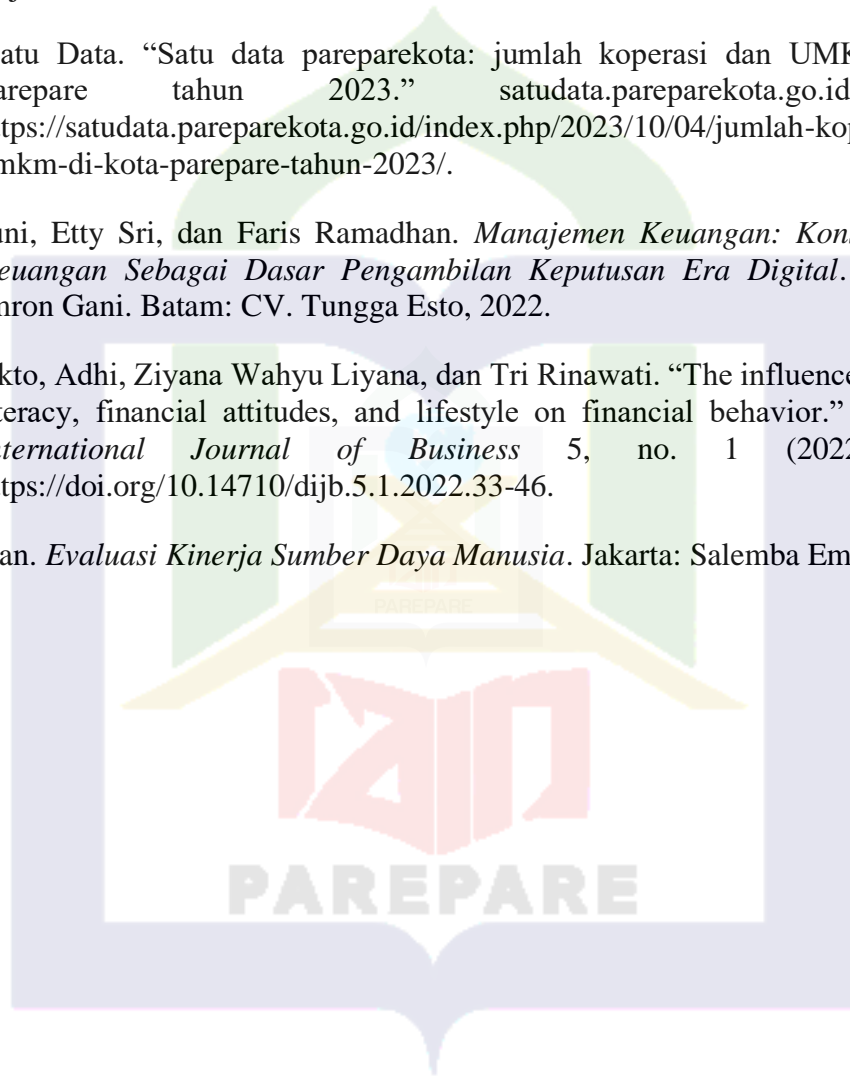 atu Data. “Satu data pareparekota: jumlah koperasi dan UMK
arepare tahun 2023.” satudata.pareparekota.go.id
ttps://satudata.pareparekota.go.id/index.php/2023/10/04/jumlah-kop
mkm-di-kota-parepare-tahun-2023/.
uni, Etty Sri, dan Faris Ramadhan. Manajemen Keuangan: Kon
euangan Sebagai Dasar Pengambilan Keputusan Era Digital.
mron Gani. Batam: CV. Tungga Esto, 2022.
kto, Adhi, Ziyana Wahyu Liyana, dan Tri Rinawati. “The influence
teracy, financial attitudes, and lifestyle on financial behavior.”
nternational Journal of Business 5, no. 1 (2022
ttps://doi.org/10.14710/dijb.5.1.2022.33-46.
an. Evaluasi Kinerja Sumber Daya Manusia. Jakarta: Salemba Em
PAREPARE
iain
PAREPARE